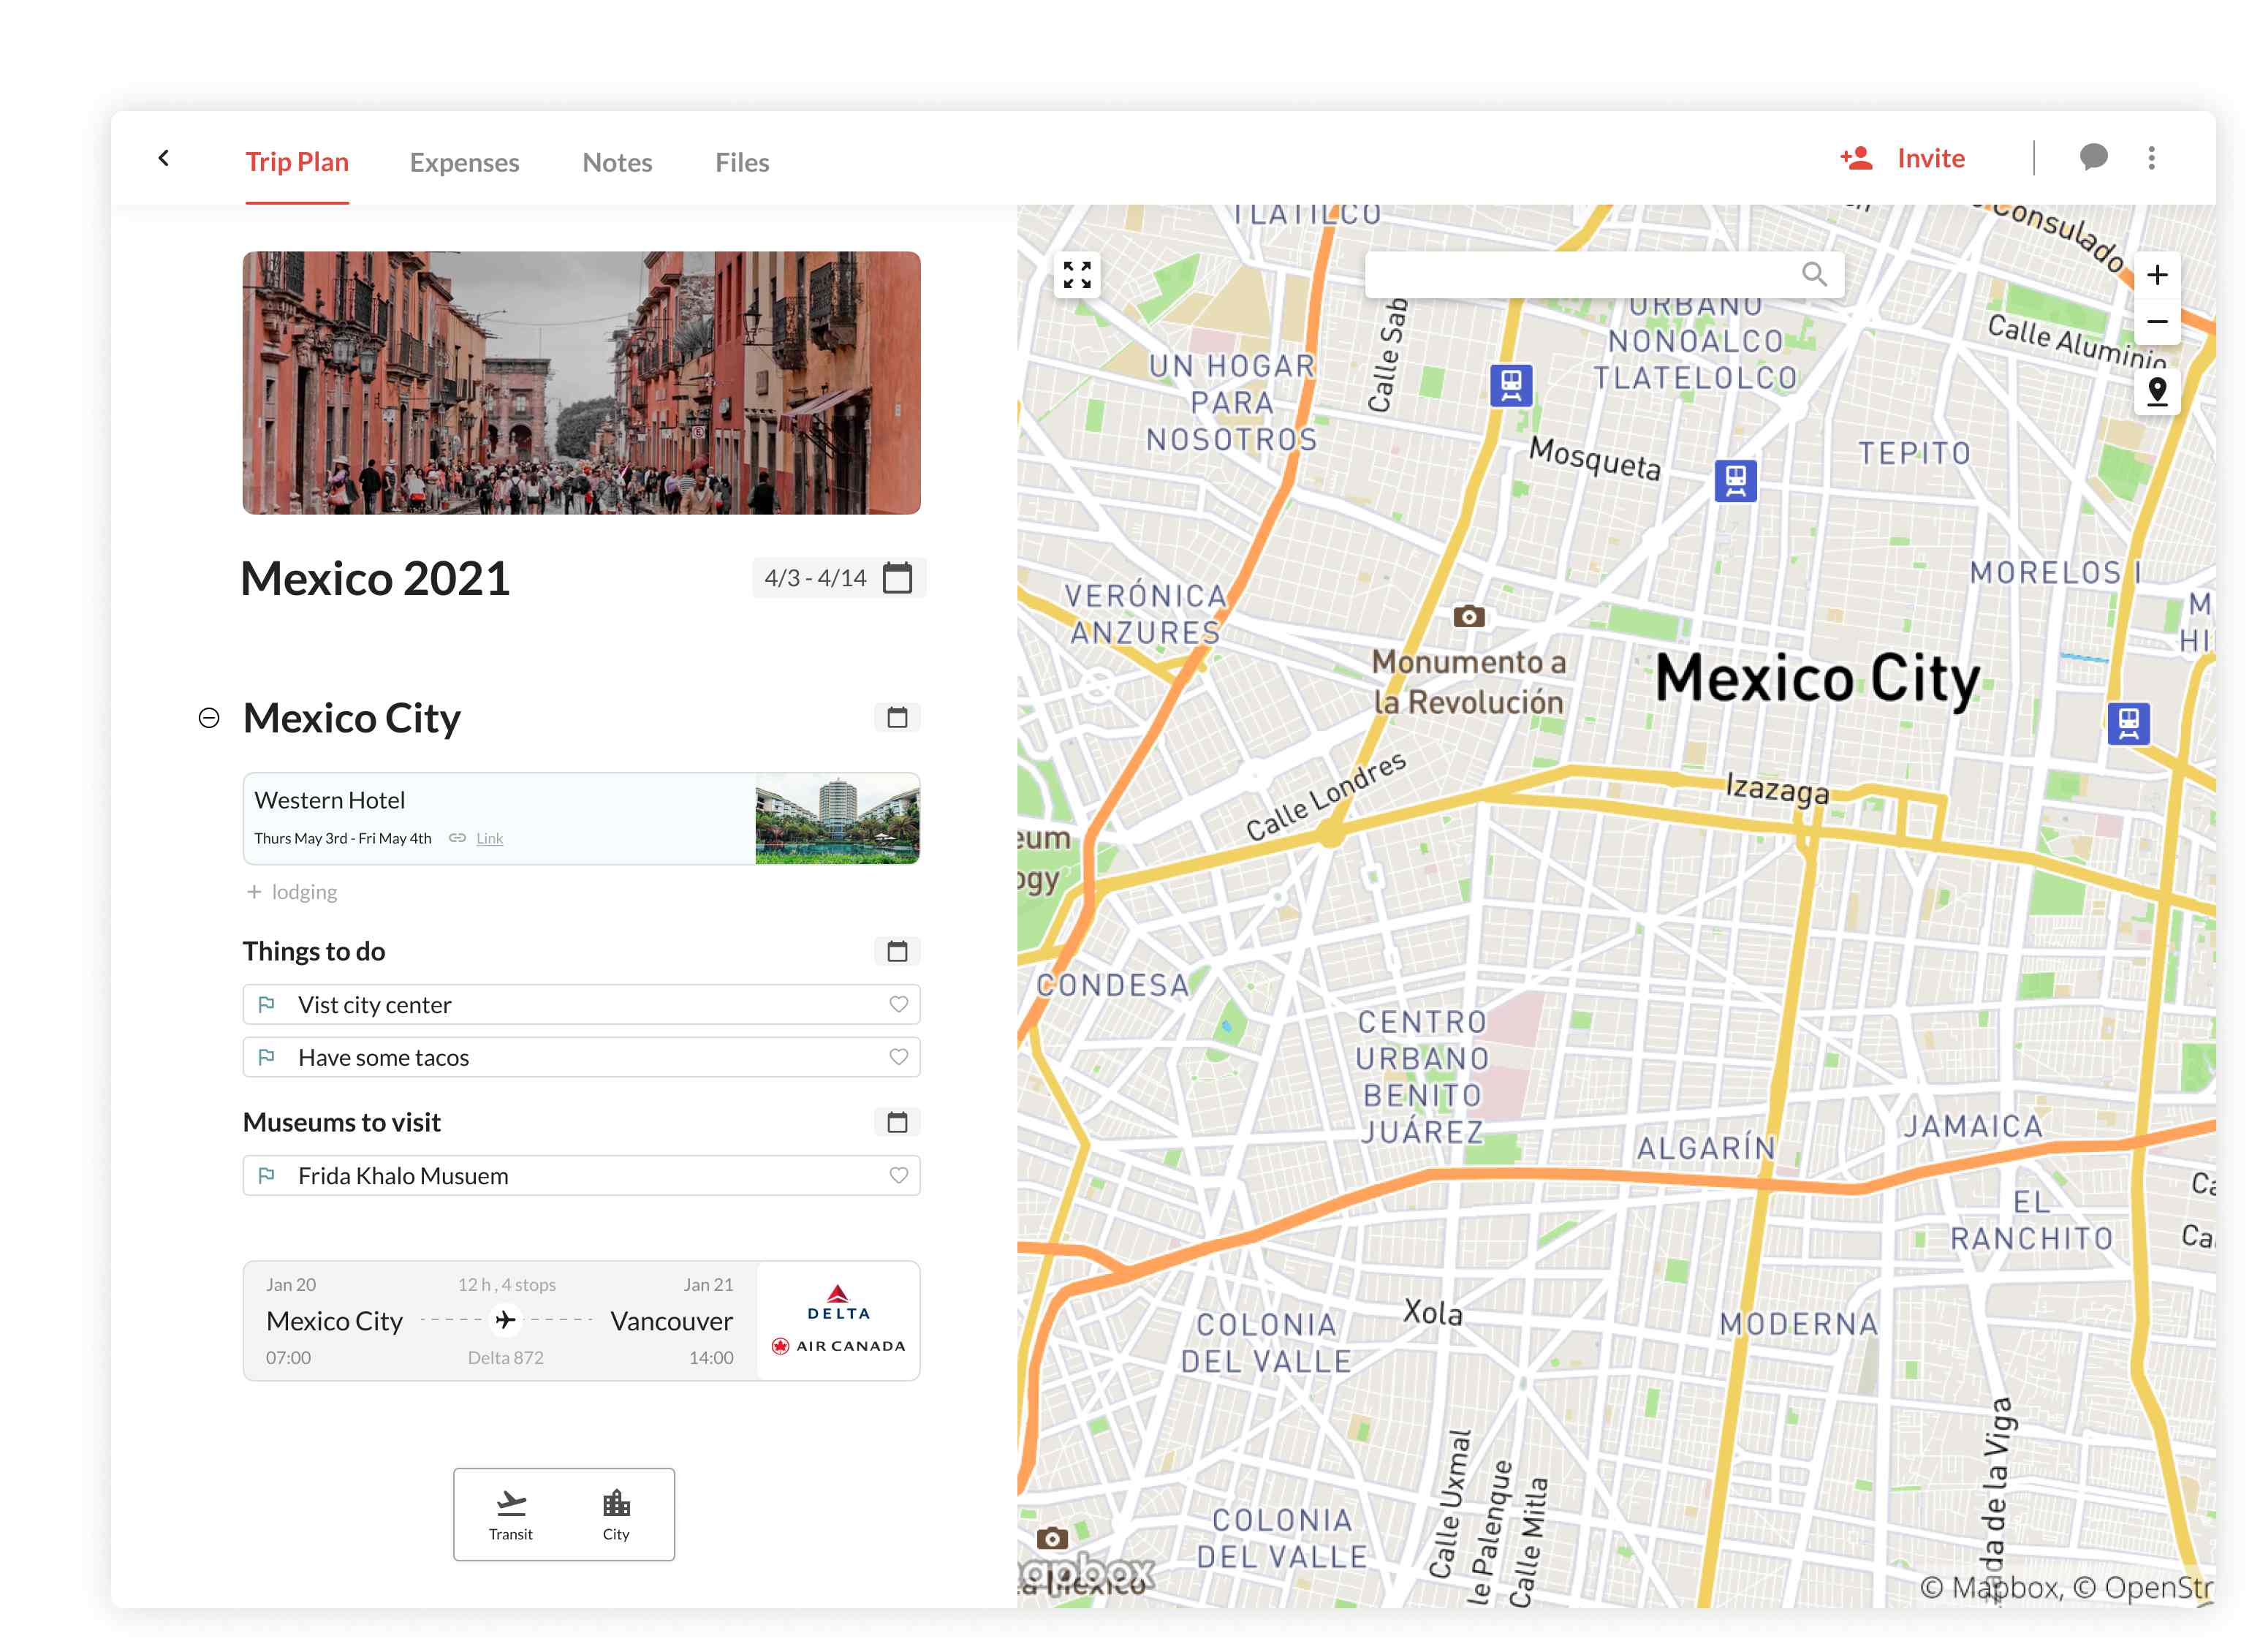 Trip Plan
Expenses
Notes
Files
Invite
Mexico 2021
4/3 - 4/14
Mexico City
Western Hotel
Thurs May 3rd - Fri May 4th
Link
+ lodging
Things to do
Vist city center
Have some tacos
Museums to visit
Frida Khalo Musuem
Jan 20
12 h , 4 stops
Jan 21
Mexico City
Vancouver
07:00
Delta 872
14:00
DELTA
AIR CANADA
Transit
City
TLATILCO
Consulado
Calle Sab
URBANO
NONOALCO
TLATELOLCO
Calle Aluminio
UN HOGAR
PARA
NOSOTROS
Mosqueta
TEPITO
MORELOS I
VERÓNICA
ANZURES
M
HI
Monumento a
la Revolución
Mexico City
Calle Londres
Izazaga
eum
ogy
CONDESA
CENTRO
URBANO
BENITO
JUÁREZ
ALGARÍN
JAMAICA
EL
RANCHITO
Ca
Ca
COLONIA
DEL VALLE
Xola
MODERNA
COLONIA
DEL VALLE
Calle Uxmal
le Palenque
Calle Mitla
ada de la Viga
apbox
a Mexico
© Mapbox, © OpenStr